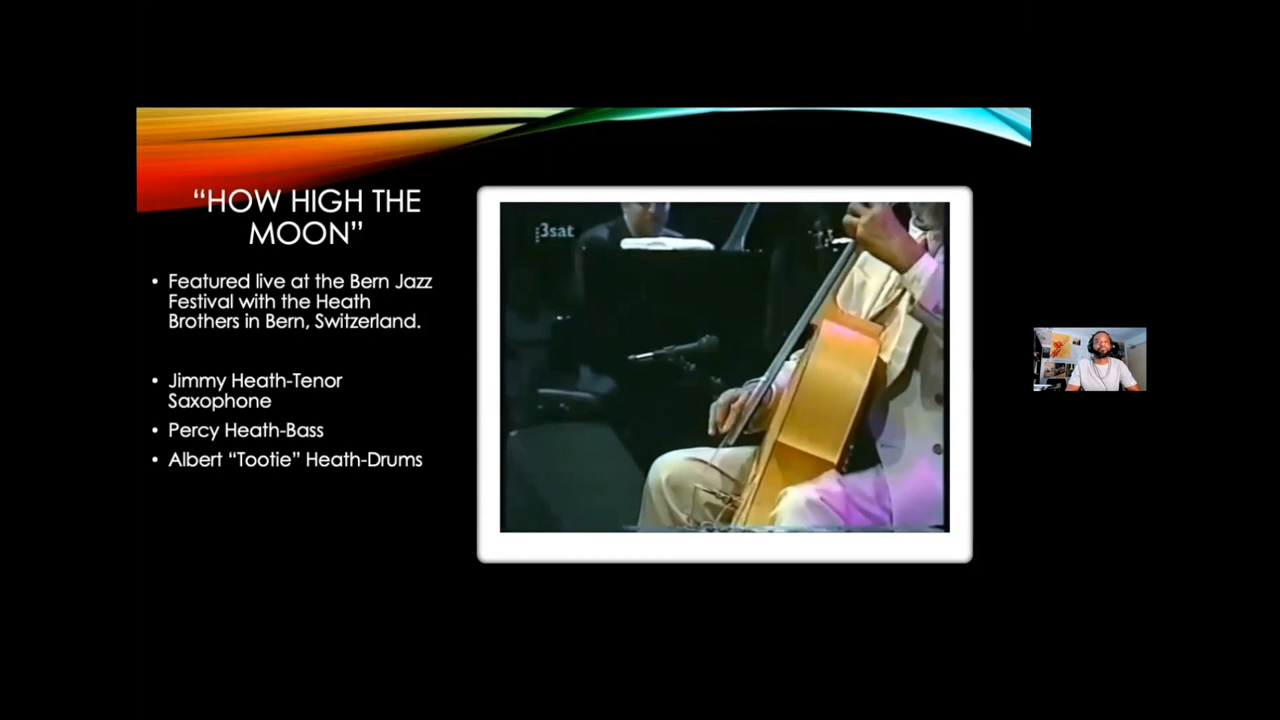 “HOW HIGH THE
MOON”
• Featured live at the Bern Jazz
Festival with the Heath
Brothers in Bern, Switzerland.
• Jimmy Heath-Tenor
Saxophone
• Percy Heath-Bass
• Albert “Tootie” Heath-Drums
3sat